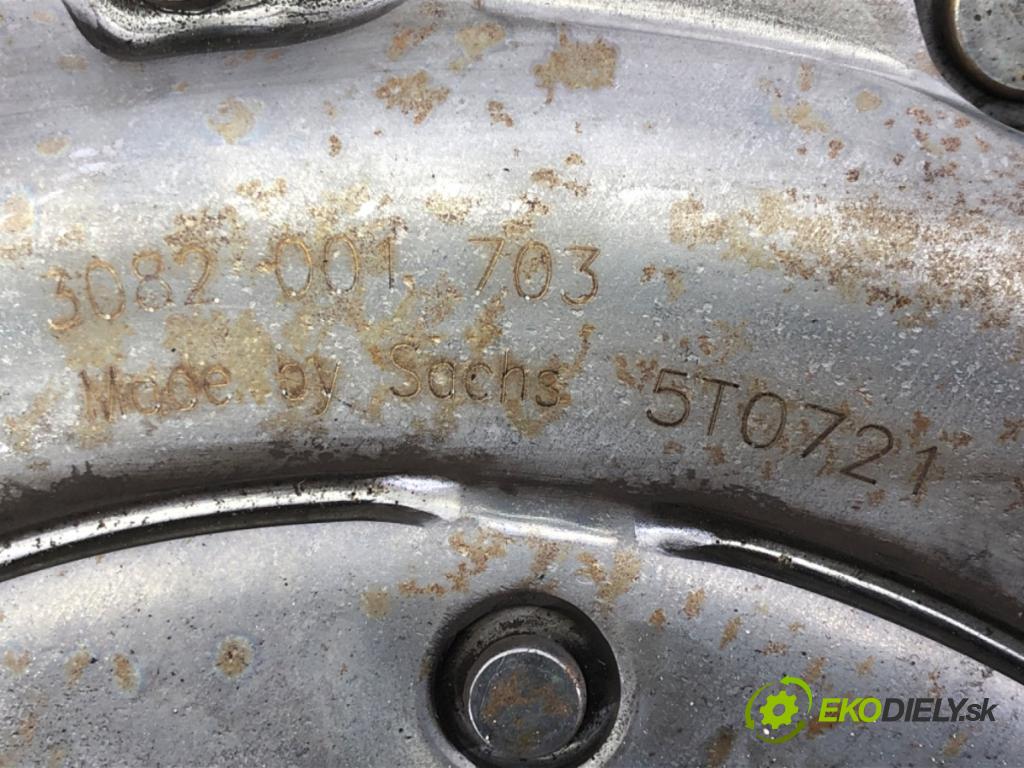 3082 001 703
Made by Sachs 5T0721
EKODIELY.sk